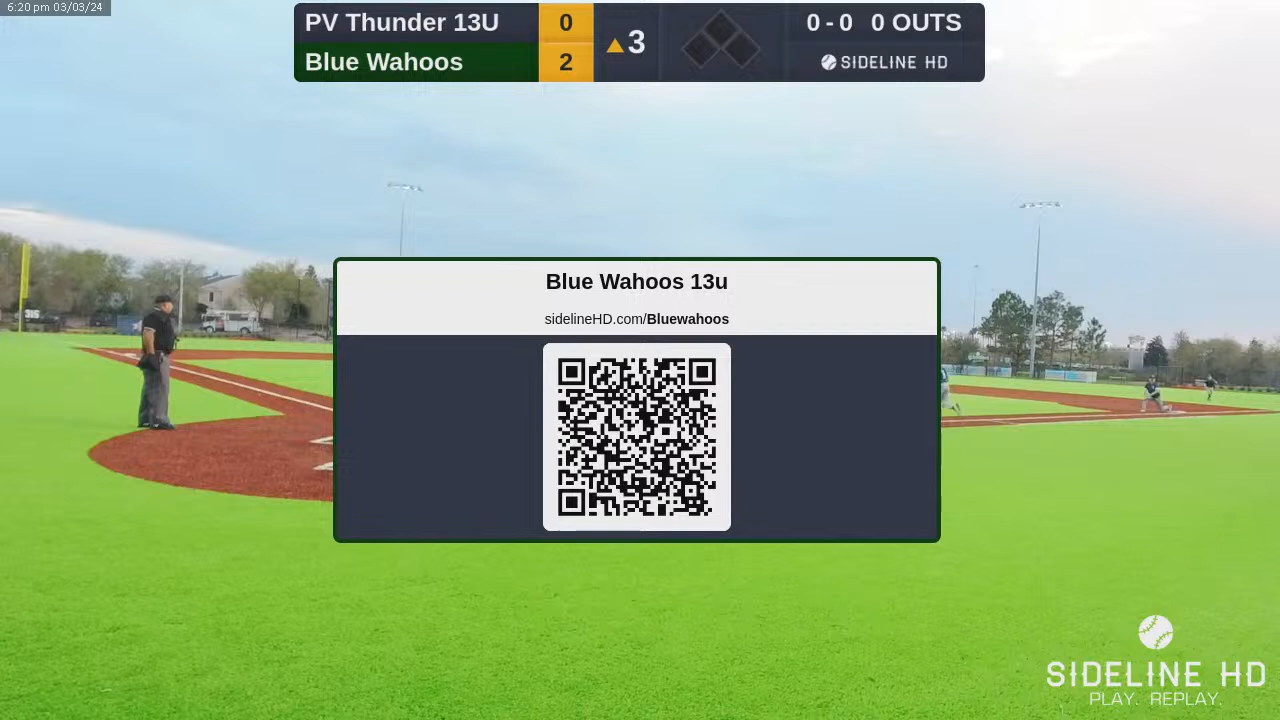 6:20 pm 03/03/24
PV Thunder 13U 0
Blue Wahoos 2
3
0 - 0 0 OUTS
SIDELINE HD
315
Blue Wahoos 13u
sidelineHD.com/Bluewahoos
SIDELINE HD
PLAY. REPLAY.